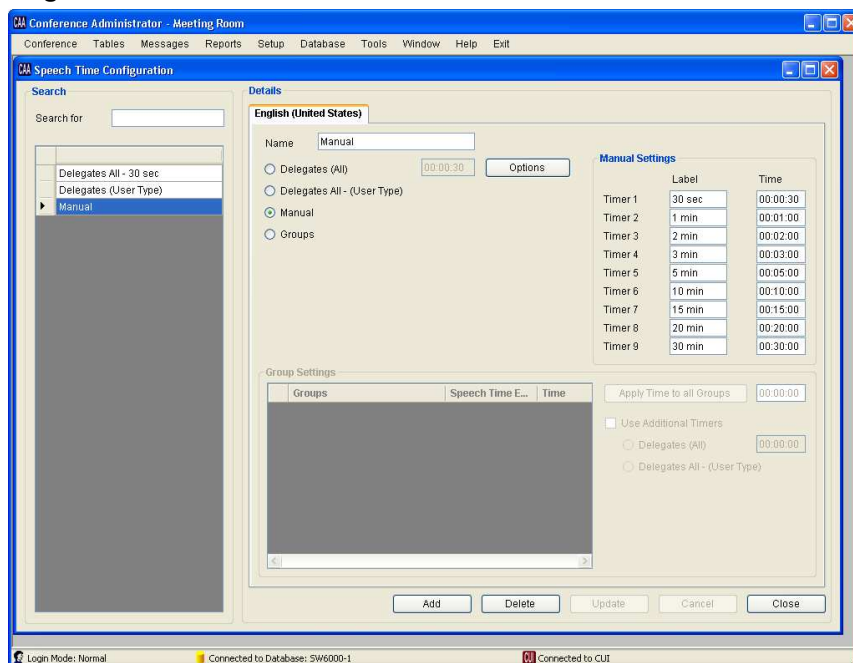 CAA Conference Administrator - Meeting Room
Conference Tables Messages Reports Setup Database Tools Window Help Exit
CAA Speech Time Configuration
Search
Search for
Delegates All - 30 sec
Delegates (User Type)
Manual
Details
English (United States)
Name Manual
Delegates (All) 00:00:30 Options
Delegates All - (User Type)
Manual
Groups
Manual Settings
Label Time
Timer 1 30 sec 00:00:30
Timer 2 1 min 00:01:00
Timer 3 2 min 00:02:00
Timer 4 3 min 00:03:00
Timer 5 5 min 00:05:00
Timer 6 10 min 00:10:00
Timer 7 15 min 00:15:00
Timer 8 20 min 00:20:00
Timer 9 30 min 00:30:00
Group Settings
Groups Speech Time E... Time
Apply Time to all Groups 00:00:00
Use Additional Timers
Delegates (All) 00:00:00
Delegates All - (User Type)
Add Delete Update Cancel Close
Login Mode: Normal Connected to Database: SW6000-1 CUI Connected to CUI